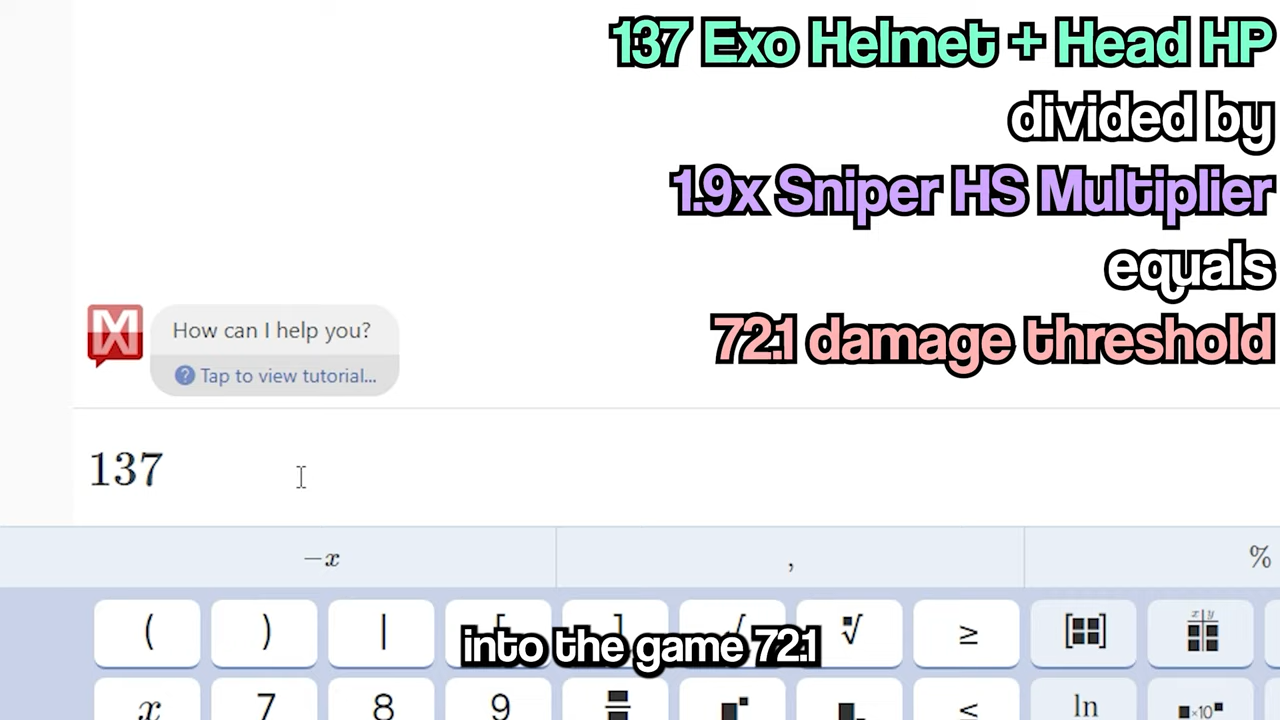 137 Exo Helmet + Head HP
divided by
1.9x Sniper HS Multiplier
equals
72.1 damage threshold
How can I help you?
? Tap to view tutorial...
137
−x , %
( ) | √ ≥
into the game 72.1
x 7 8 9 ≤ ln ×10